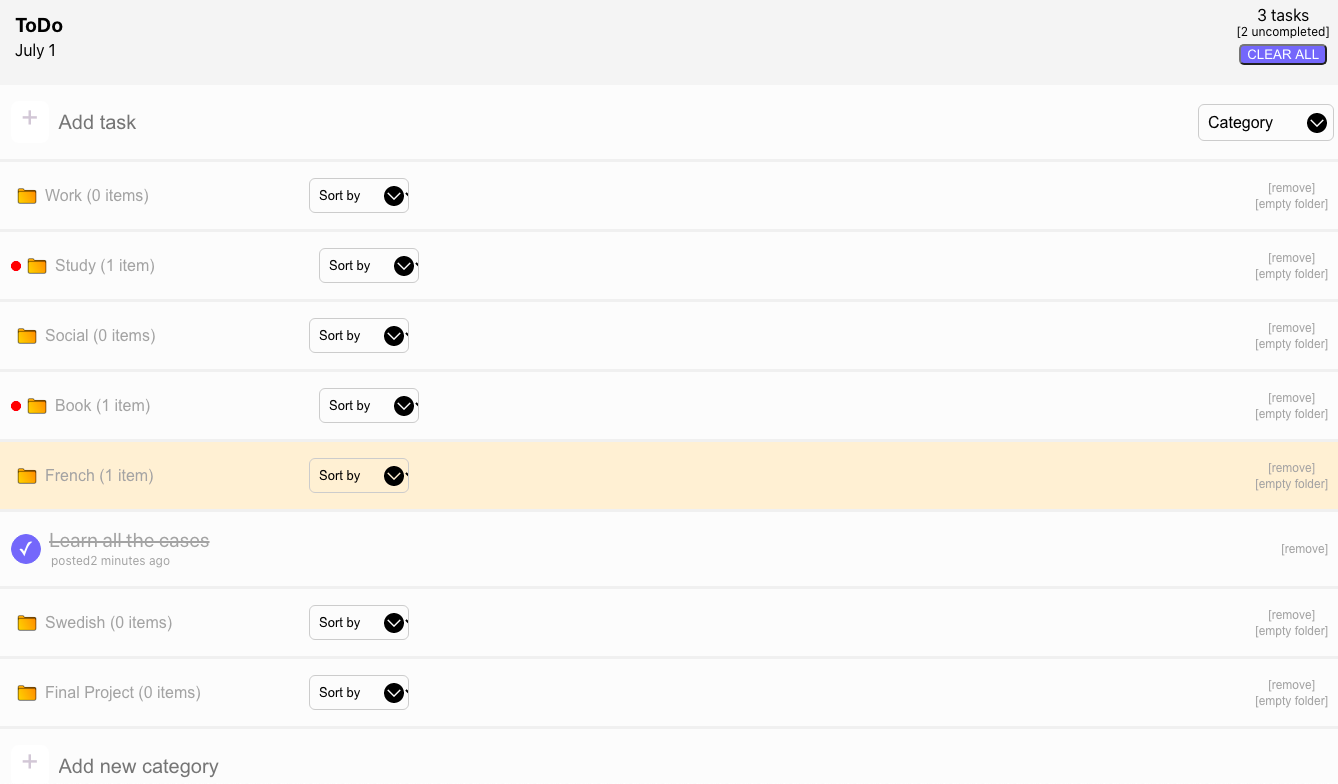 ToDo
July 1
3 tasks
[2 uncompleted]
CLEAR ALL
+ Add task
Category
Work (0 items)
Sort by
[remove]
[empty folder]
Study (1 item)
Sort by
[remove]
[empty folder]
Social (0 items)
Sort by
[remove]
[empty folder]
Book (1 item)
Sort by
[remove]
[empty folder]
French (1 item)
Sort by
[remove]
[empty folder]
Learn all the cases
posted2 minutes ago
[remove]
Swedish (0 items)
Sort by
[remove]
[empty folder]
Final Project (0 items)
Sort by
[remove]
[empty folder]
+ Add new category